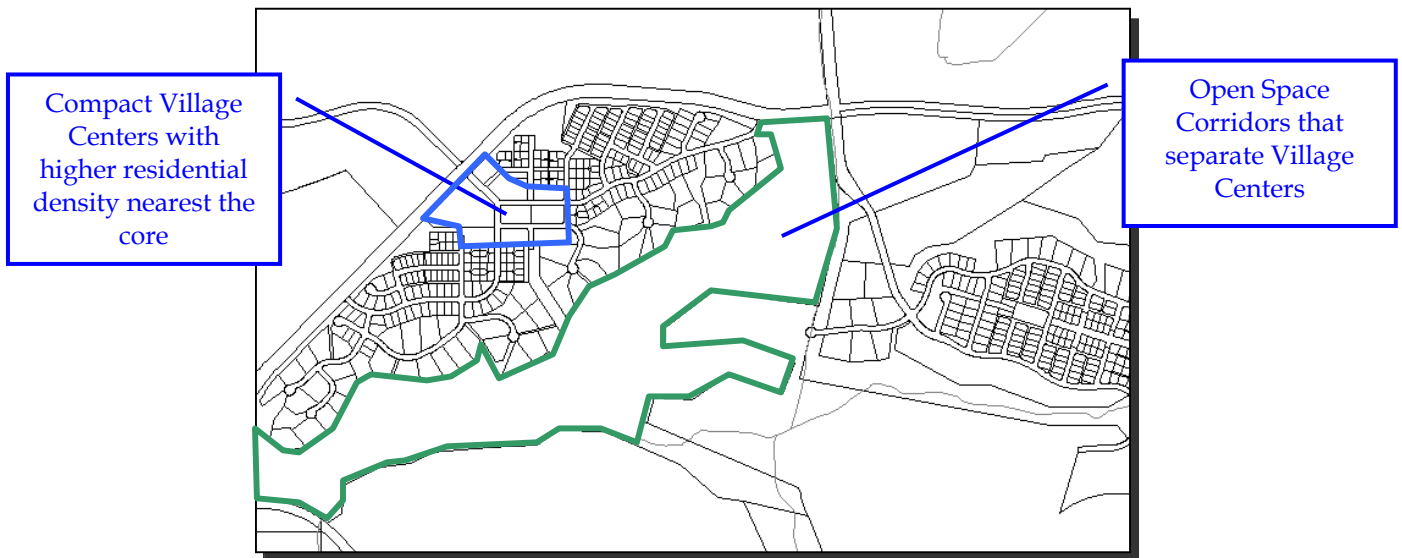 Compact Village
Centers with
higher residential
density nearest the
core
Open Space
Corridors that
separate Village
Centers